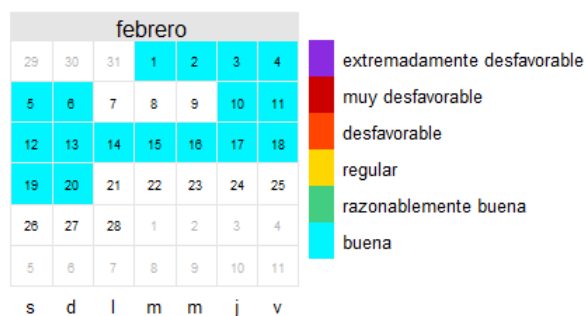 febrero
29 30 31 1 2 3 4
5 6 7 8 9 10 11
12 13 14 15 16 17 18
19 20 21 22 23 24 25
26 27 28 1 2 3 4
5 6 7 8 9 10 11
s d l m m j v
extremadamente desfavorable
muy desfavorable
desfavorable
regular
razonablemente buena
buena